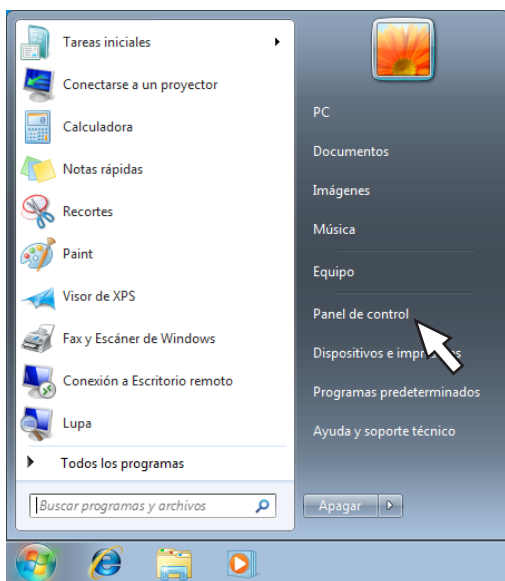 Tareas iniciales
Conectarse a un proyector
Calculadora
Notas rápidas
Recortes
Paint
Visor de XPS
Fax y Escáner de Windows
Conexión a Escritorio remoto
Lupa
Todos los programas
Buscar programas y archivos
PC
Documentos
Imágenes
Música
Equipo
Panel de control
Dispositivos e impresoras
Programas predeterminados
Ayuda y soporte técnico
Apagar